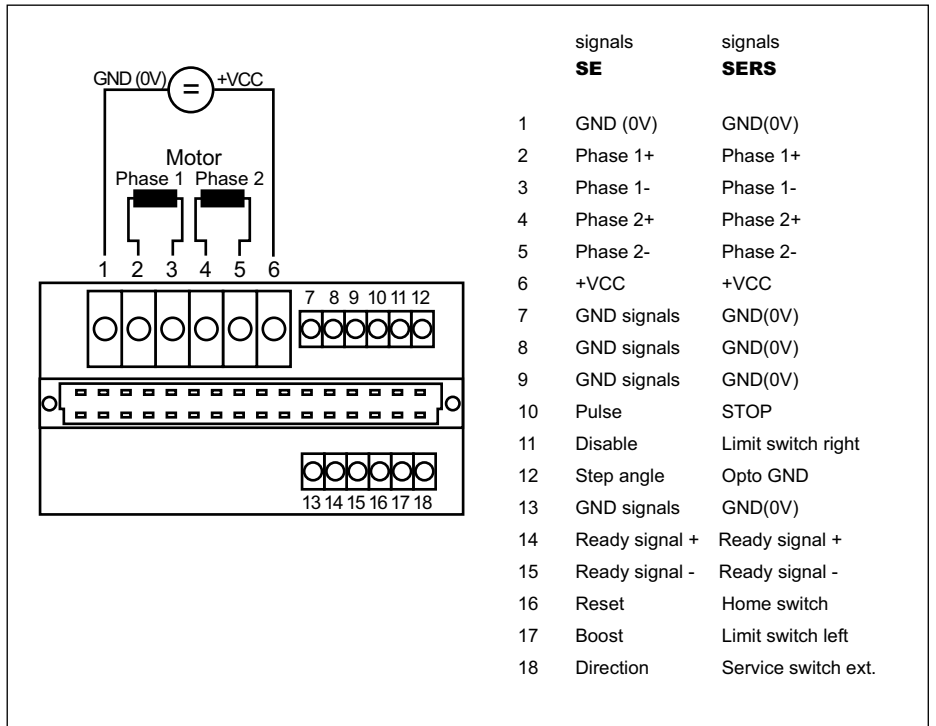 GND (0V) = +VCC
Motor
Phase 1 Phase 2
1 2 3 4 5 6
7 8 9 10 11 12
13 14 15 16 17 18
signals signals
SE SERS
1 GND (0V) GND(0V)
2 Phase 1+ Phase 1+
3 Phase 1- Phase 1-
4 Phase 2+ Phase 2+
5 Phase 2- Phase 2-
6 +VCC +VCC
7 GND signals GND(0V)
8 GND signals GND(0V)
9 GND signals GND(0V)
10 Pulse STOP
11 Disable Limit switch right
12 Step angle Opto GND
13 GND signals GND(0V)
14 Ready signal + Ready signal +
15 Ready signal - Ready signal -
16 Reset Home switch
17 Boost Limit switch left
18 Direction Service switch ext.